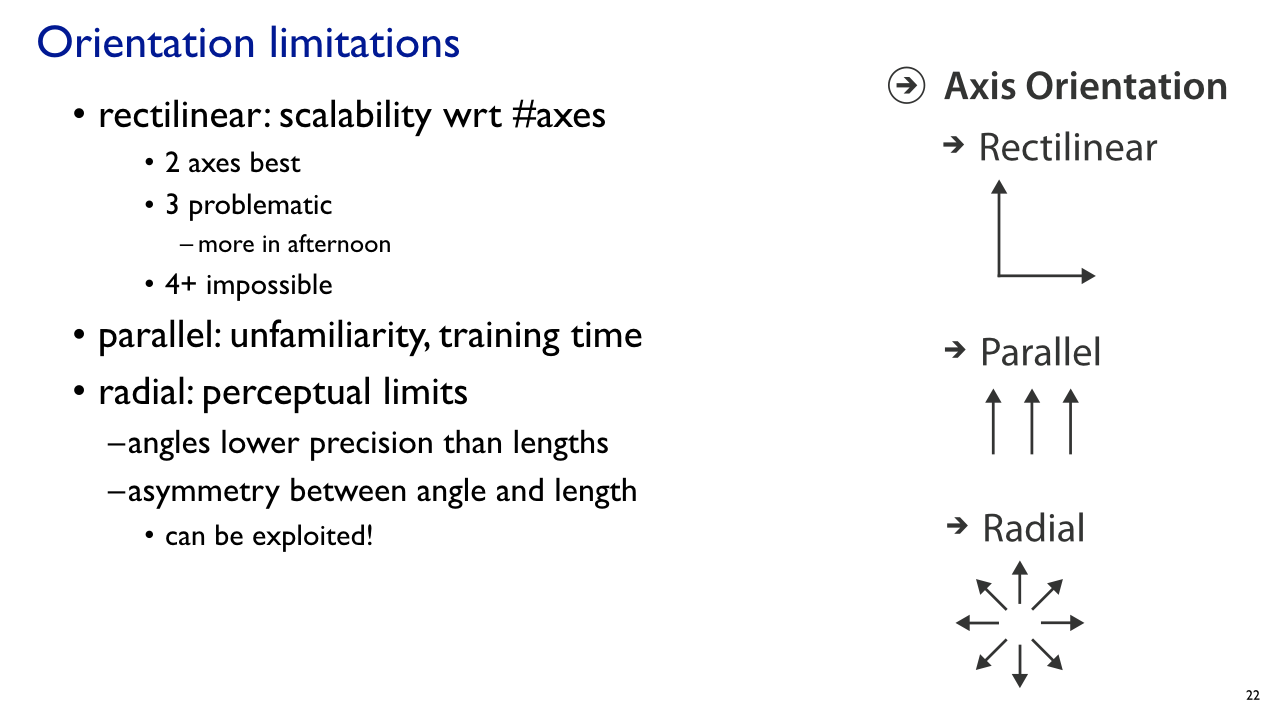 Orientation limitations
• rectilinear: scalability wrt #axes
• 2 axes best
• 3 problematic
– more in afternoon
• 4+ impossible
• parallel: unfamiliarity, training time
• radial: perceptual limits
–angles lower precision than lengths
–asymmetry between angle and length
• can be exploited!
Axis Orientation
Rectilinear
Parallel
Radial
22